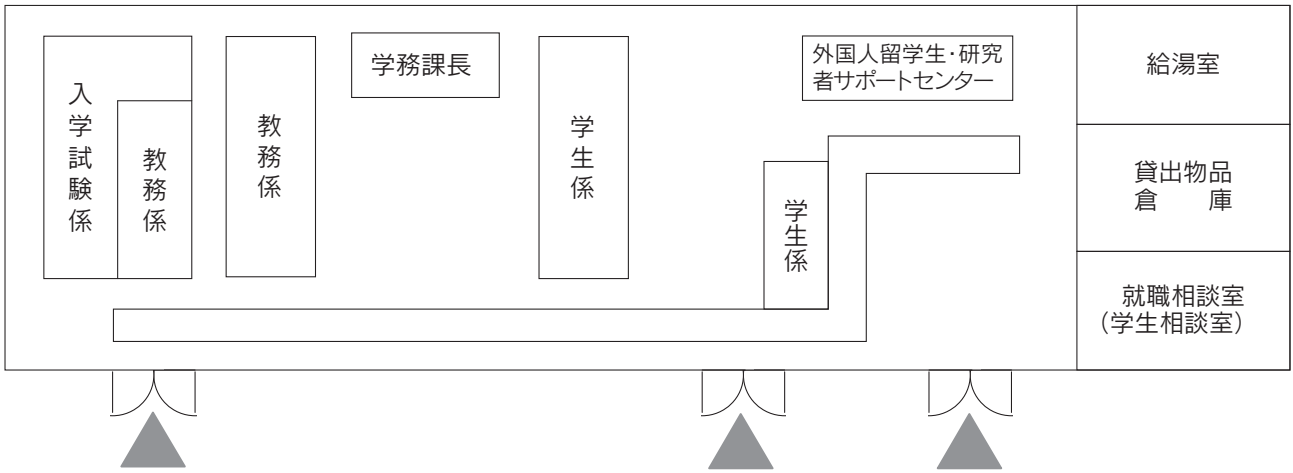 入学試験係
教務係
教務係
学務課長
学生係
学生係
外国人留学生・研究
者サポートセンター
給湯室
貸出物品
倉　　庫
就職相談室
（学生相談室）